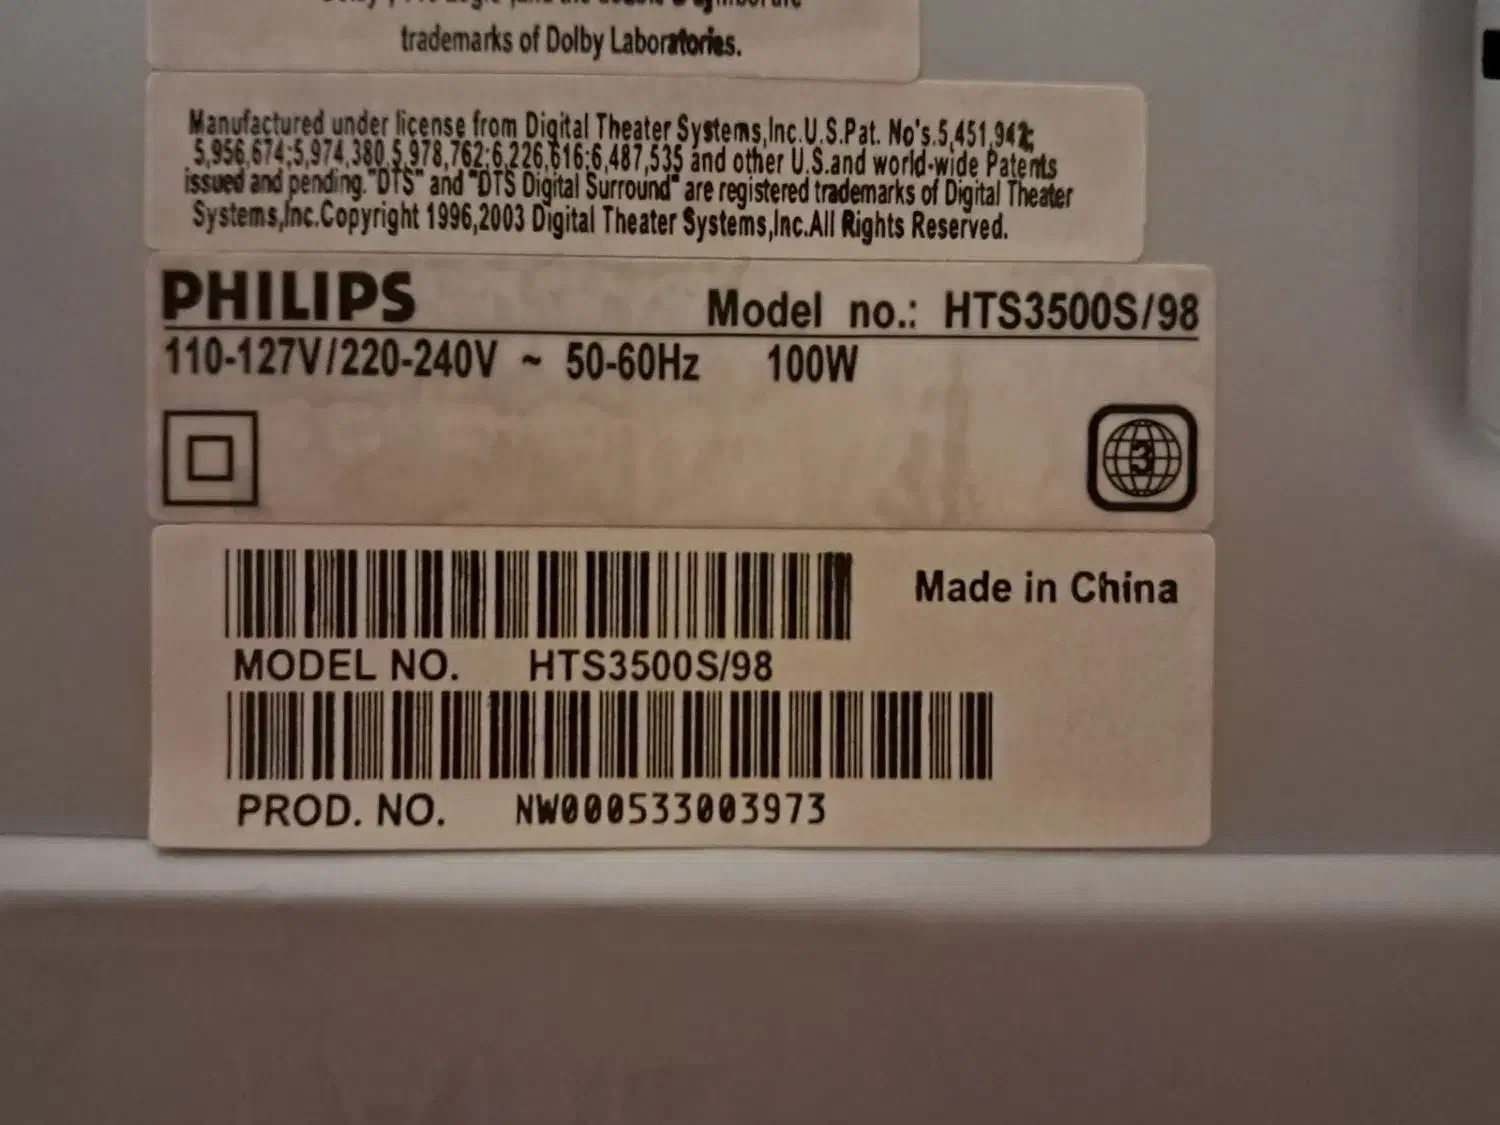 trademarks of Dolby Laboratories.
Manufactured under license from Digital Theater Systems,Inc.U.S.Pat. No's.5,451,942;
5,956,674;5,974,380,5,978,762;6,226,616;6,487,535 and other U.S.and world-wide Patents
issued and pending."DTS" and "DTS Digital Surround" are registered trademarks of Digital Theater
Systems,Inc.Copyright 1996,2003 Digital Theater Systems,Inc.All Rights Reserved.
PHILIPS Model no.: HTS3500S/98
110-127V/220-240V ~ 50-60Hz 100W
3
Made in China
MODEL NO. HTS3500S/98
PROD. NO. NW000533003973